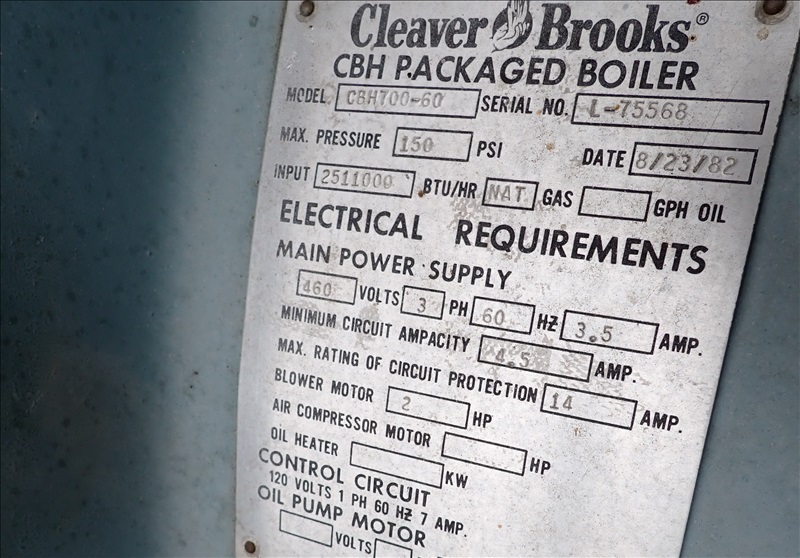 Cleaver Brooks®
CBH PACKAGED BOILER
MODEL CBH700-60 SERIAL NO. L-75568
MAX. PRESSURE 150 PSI DATE 8/23/82
INPUT 2511000 BTU/HR NAT GAS GPH OIL
ELECTRICAL REQUIREMENTS
MAIN POWER SUPPLY
460 VOLTS 3 PH 60 HZ 3.5 AMP.
MINIMUM CIRCUIT AMPACITY 4.5 AMP.
MAX. RATING OF CIRCUIT PROTECTION 14 AMP.
BLOWER MOTOR 2 HP
AIR COMPRESSOR MOTOR HP
OIL HEATER KW
CONTROL CIRCUIT
120 VOLTS 1 PH 60 HZ 7 AMP.
OIL PUMP MOTOR
VOLTS